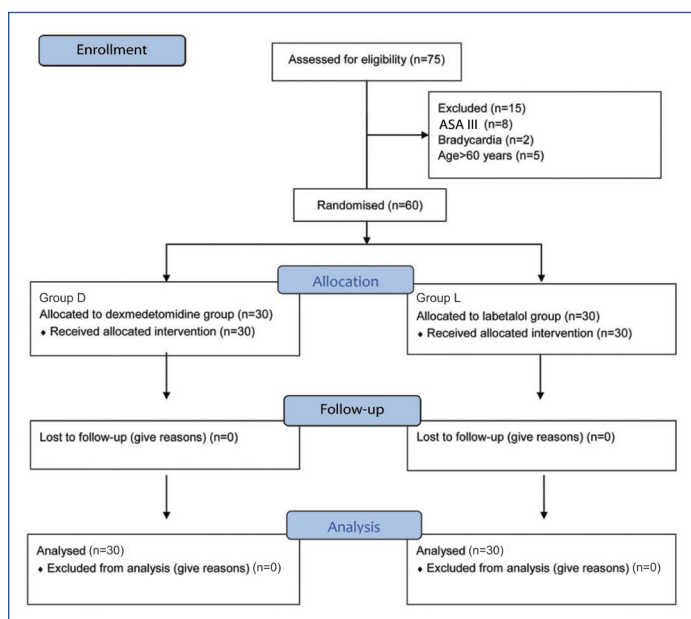 Enrollment
Assessed for eligibility (n=75)
Excluded (n=15)
ASA III (n=8)
Bradycardia (n=2)
Age>60 years (n=5)
Randomised (n=60)
Allocation
Group D
Allocated to dexmedetomidine group (n=30)
♦ Received allocated intervention (n=30)
Group L
Allocated to labetalol group (n=30)
♦ Received allocated intervention (n=30)
Follow-up
Lost to follow-up (give reasons) (n=0)
Lost to follow-up (give reasons) (n=0)
Analysis
Analysed (n=30)
♦ Excluded from analysis (give reasons) (n=0)
Analysed (n=30)
♦ Excluded from analysis (give reasons) (n=0)